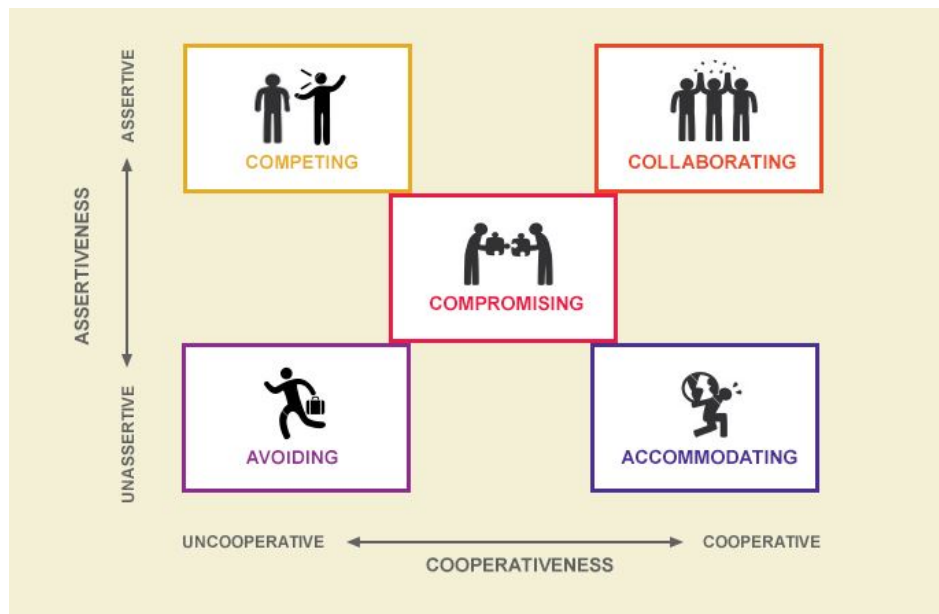 ASSERTIVE
COMPETING
COLLABORATING
ASSERTIVENESS
COMPROMISING
UNASSERTIVE
AVOIDING
ACCOMMODATING
UNCOOPERATIVE
COOPERATIVE
COOPERATIVENESS